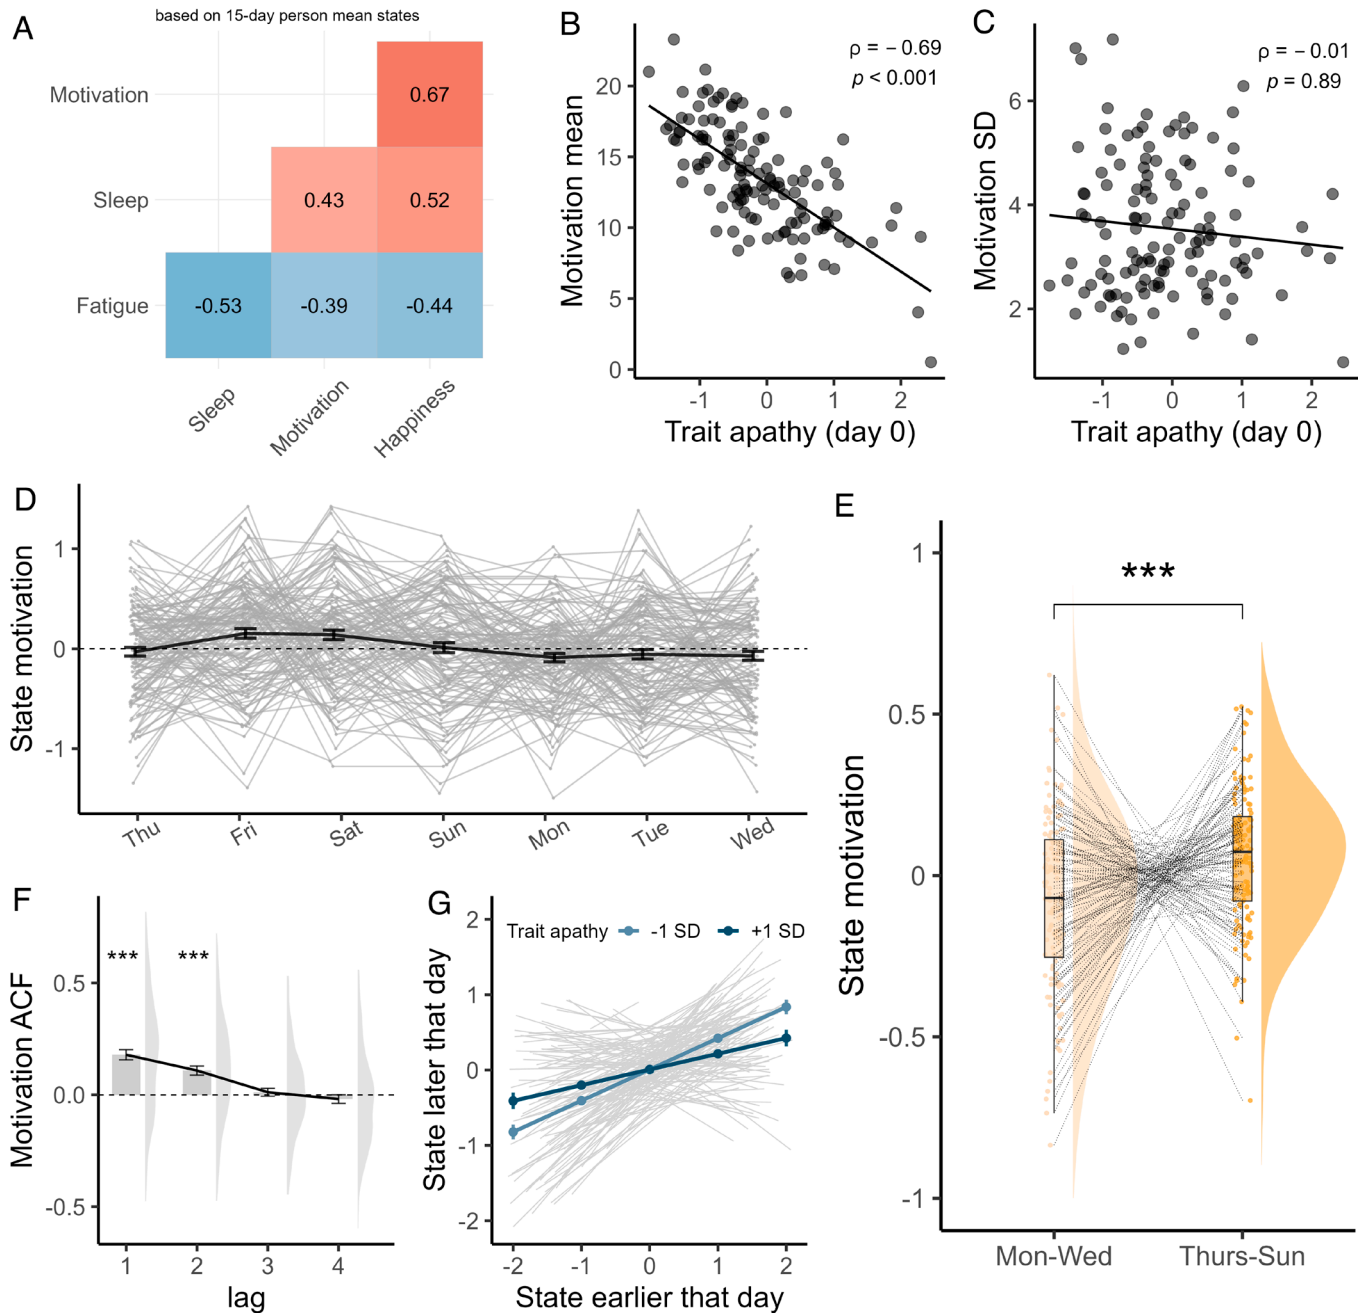 A
based on 15-day person mean states
Motivation
0.67
Sleep
0.43
0.52
Fatigue
-0.53
-0.39
-0.44
Sleep
Motivation
Happiness
B
Motivation mean
20
15
10
5
0
ρ = −0.69
p < 0.001
-1
0
1
2
Trait apathy (day 0)
C
Motivation SD
6
4
2
ρ = −0.01
p = 0.89
-1
0
1
2
Trait apathy (day 0)
D
State motivation
1
0
-1
Thu
Fri
Sat
Sun
Mon
Tue
Wed
E
State motivation
1
0.5
0
-0.5
-1
***
Mon-Wed
Thurs-Sun
F
Motivation ACF
0.5
0.0
-0.5
***
***
1
2
3
4
lag
G
State later that day
2
1
0
-1
-2
Trait apathy
-1 SD
+1 SD
-2
-1
0
1
2
State earlier that day